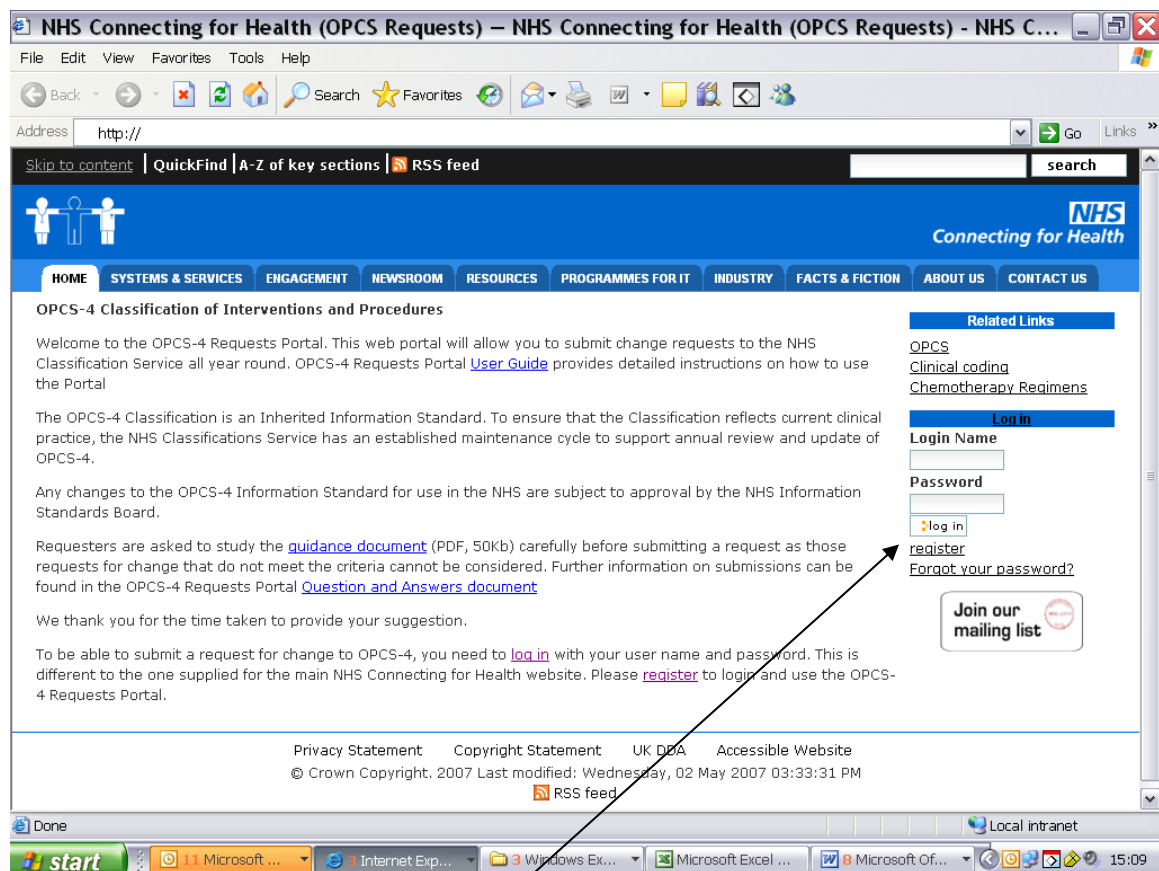 NHS Connecting for Health (OPCS Requests) — NHS Connecting for Health (OPCS Requests) - NHS C...
File Edit View Favorites Tools Help
Back Search Favorites
Address http:// Go Links »
Skip to content | QuickFind | A-Z of key sections | RSS feed search
NHS
Connecting for Health
HOME SYSTEMS & SERVICES ENGAGEMENT NEWSROOM RESOURCES PROGRAMMES FOR IT INDUSTRY FACTS & FICTION ABOUT US CONTACT US
OPCS-4 Classification of Interventions and Procedures
Welcome to the OPCS-4 Requests Portal. This web portal will allow you to submit change requests to the NHS
Classification Service all year round. OPCS-4 Requests Portal User Guide provides detailed instructions on how to use
the Portal
The OPCS-4 Classification is an Inherited Information Standard. To ensure that the Classification reflects current clinical
practice, the NHS Classifications Service has an established maintenance cycle to support annual review and update of
OPCS-4.
Any changes to the OPCS-4 Information Standard for use in the NHS are subject to approval by the NHS Information
Standards Board.
Requesters are asked to study the guidance document (PDF, 50Kb) carefully before submitting a request as those
requests for change that do not meet the criteria cannot be considered. Further information on submissions can be
found in the OPCS-4 Requests Portal Question and Answers document
We thank you for the time taken to provide your suggestion.
To be able to submit a request for change to OPCS-4, you need to log in with your user name and password. This is
different to the one supplied for the main NHS Connecting for Health website. Please register to login and use the OPCS-
4 Requests Portal.
Related Links
OPCS
Clinical coding
Chemotherapy Regimens
Log in
Login Name
Password
log in
register
Forgot your password?
Join our
mailing list
Privacy Statement Copyright Statement UK DDA Accessible Website
© Crown Copyright. 2007 Last modified: Wednesday, 02 May 2007 03:33:31 PM
RSS feed
Done Local intranet
start 11 Microsoft ... 3 Internet Exp... 3 Windows Ex... Microsoft Excel ... 8 Microsoft Of... 15:09